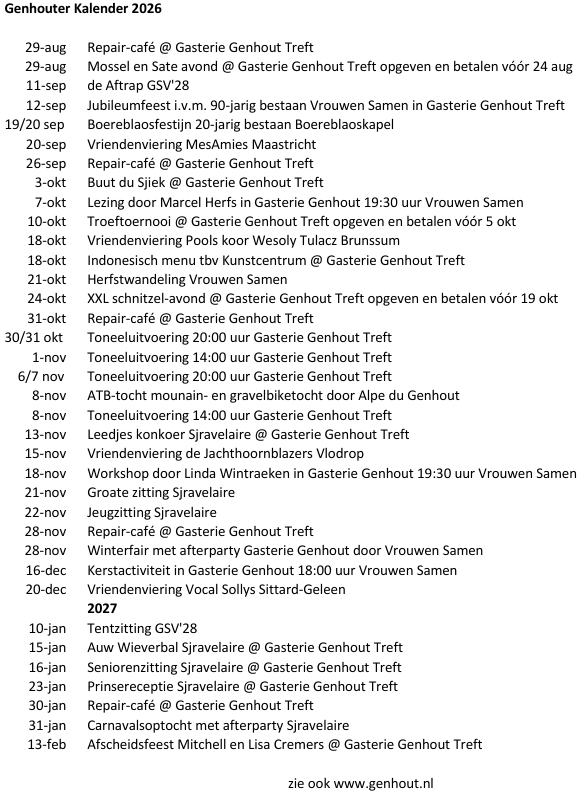 Genhouter Kalender 2026
29-aug Repair-café @ Gasterie Genhout Treft
29-aug Mossel en Sate avond @ Gasterie Genhout Treft opgeven en betalen vóór 24 aug
11-sep de Aftrap GSV'28
12-sep Jubileumfeest i.v.m. 90-jarig bestaan Vrouwen Samen in Gasterie Genhout Treft
19/20 sep Boereblaosfestijn 20-jarig bestaan Boereblaoskapel
20-sep Vriendenviering MesAmies Maastricht
26-sep Repair-café @ Gasterie Genhout Treft
3-okt Buut du Sjiek @ Gasterie Genhout Treft
7-okt Lezing door Marcel Herfs in Gasterie Genhout 19:30 uur Vrouwen Samen
10-okt Troeftoernooi @ Gasterie Genhout Treft opgeven en betalen vóór 5 okt
18-okt Vriendenviering Pools koor Wesoly Tulacz Brunssum
18-okt Indonesisch menu tbv Kunstcentrum @ Gasterie Genhout Treft
21-okt Herfstwandeling Vrouwen Samen
24-okt XXL schnitzel-avond @ Gasterie Genhout Treft opgeven en betalen vóór 19 okt
31-okt Repair-café @ Gasterie Genhout Treft
30/31 okt Toneeluitvoering 20:00 uur Gasterie Genhout Treft
1-nov Toneeluitvoering 14:00 uur Gasterie Genhout Treft
6/7 nov Toneeluitvoering 20:00 uur Gasterie Genhout Treft
8-nov ATB-tocht mounain- en gravelbiketocht door Alpe du Genhout
8-nov Toneeluitvoering 14:00 uur Gasterie Genhout Treft
13-nov Leedjes konkoer Sjravelaire @ Gasterie Genhout Treft
15-nov Vriendenviering de Jachthoornblazers Vlodrop
18-nov Workshop door Linda Wintraeken in Gasterie Genhout 19:30 uur Vrouwen Samen
21-nov Groate zitting Sjravelaire
22-nov Jeugzitting Sjravelaire
28-nov Repair-café @ Gasterie Genhout Treft
28-nov Winterfair met afterparty Gasterie Genhout door Vrouwen Samen
16-dec Kerstactiviteit in Gasterie Genhout 18:00 uur Vrouwen Samen
20-dec Vriendenviering Vocal Sollys Sittard-Geleen
2027
10-jan Tentzitting GSV'28
15-jan Auw Wieverbal Sjravelaire @ Gasterie Genhout Treft
16-jan Seniorenzitting Sjravelaire @ Gasterie Genhout Treft
23-jan Prinsereceptie Sjravelaire @ Gasterie Genhout Treft
30-jan Repair-café @ Gasterie Genhout Treft
31-jan Carnavalsoptocht met afterparty Sjravelaire
13-feb Afscheidsfeest Mitchell en Lisa Cremers @ Gasterie Genhout Treft
zie ook www.genhout.nl